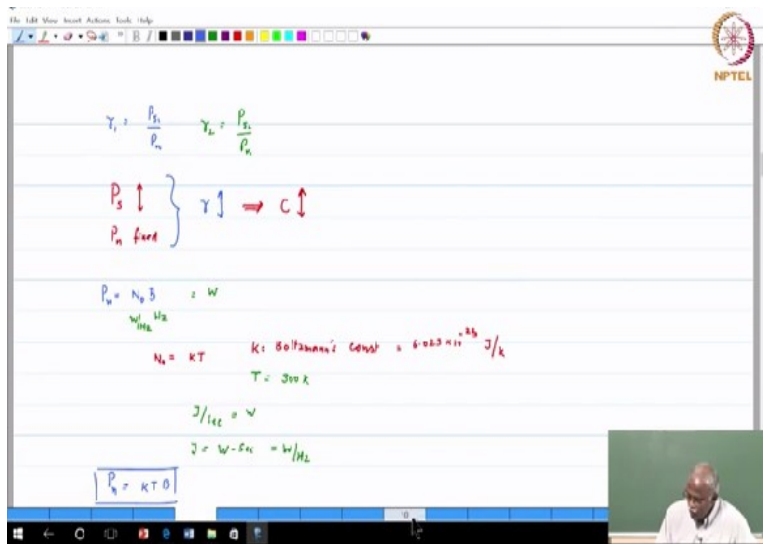 File Edit View Insert Actions Tools Help
NPTEL
γ₁ = Ps₁/Pn γ₂ = Ps₂/Pn
Ps ↕ } γ ↕ ⇒ C ↕
Pn fixed
Pn = N₀ B = W
W/Hz Hz
N₀ = KT K: Boltzmann's const = 6.023 × 10⁻²³ J/K
T = 300 K
J/sec = W
J = W-Sec = W/Hz
Pn = KTB